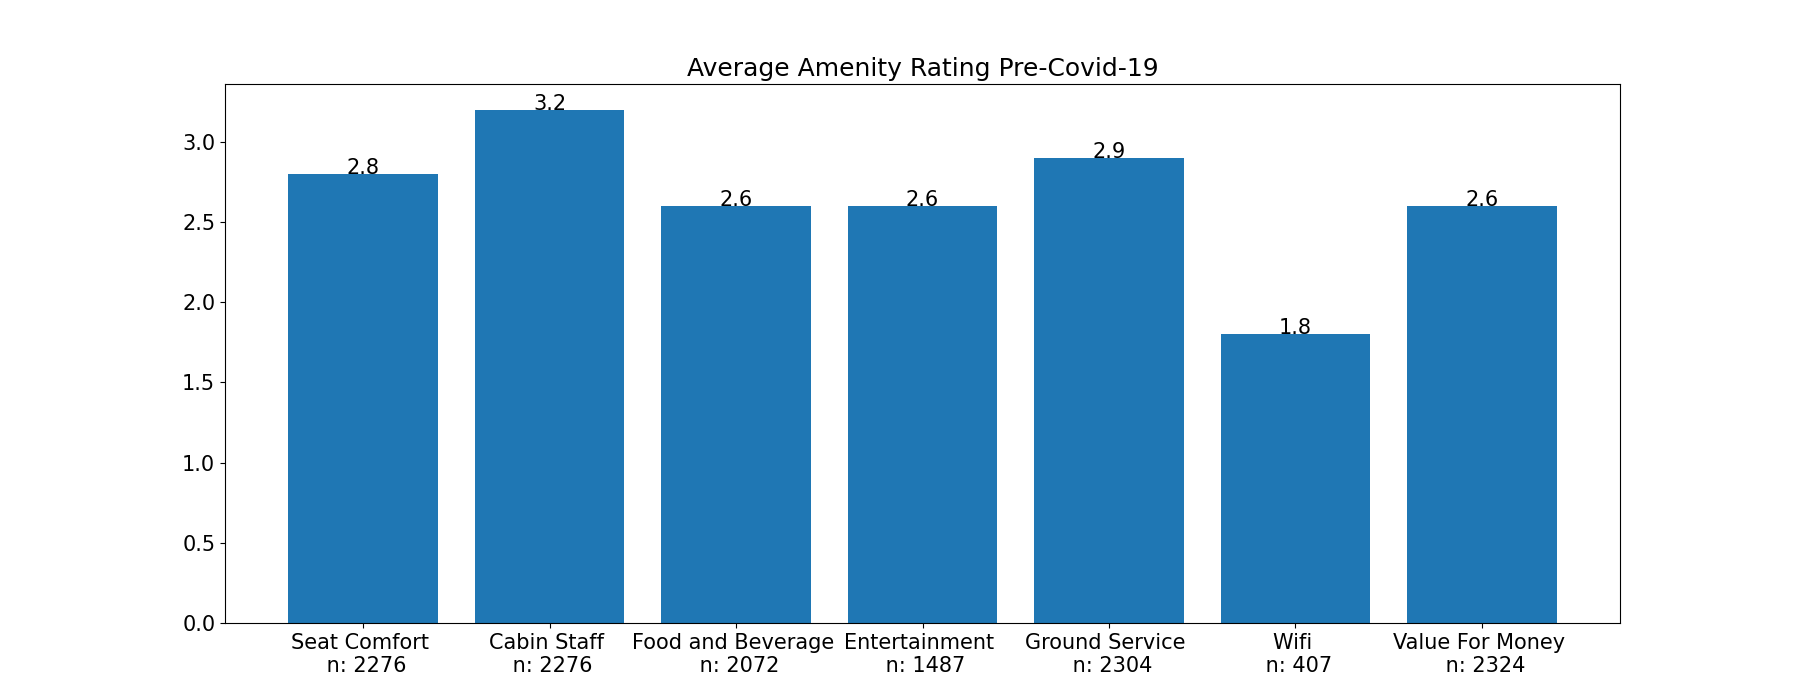 Average Amenity Rating Pre-Covid-19
3.0
2.5
2.0
1.5
1.0
0.5
0.0
2.8
3.2
2.6
2.6
2.9
1.8
2.6
Seat Comfort
n: 2276
Cabin Staff
n: 2276
Food and Beverage
n: 2072
Entertainment
n: 1487
Ground Service
n: 2304
Wifi
n: 407
Value For Money
n: 2324